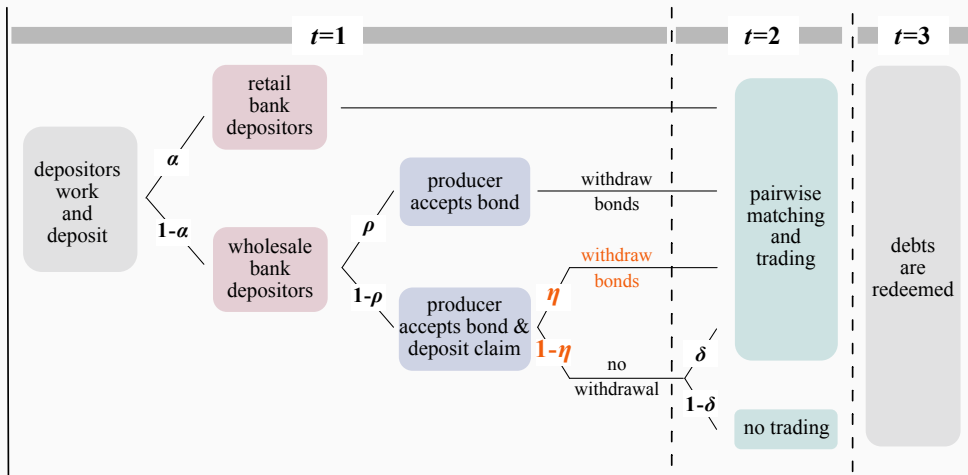 t=1
t=2
t=3
depositors
work
and
deposit
α
1-α
retail
bank
depositors
wholesale
bank
depositors
ρ
1-ρ
producer
accepts bond
producer
accepts bond &
deposit claim
withdraw
bonds
η
1-η
withdraw
bonds
no
withdrawal
δ
1-δ
pairwise
matching
and
trading
no trading
debts
are
redeemed